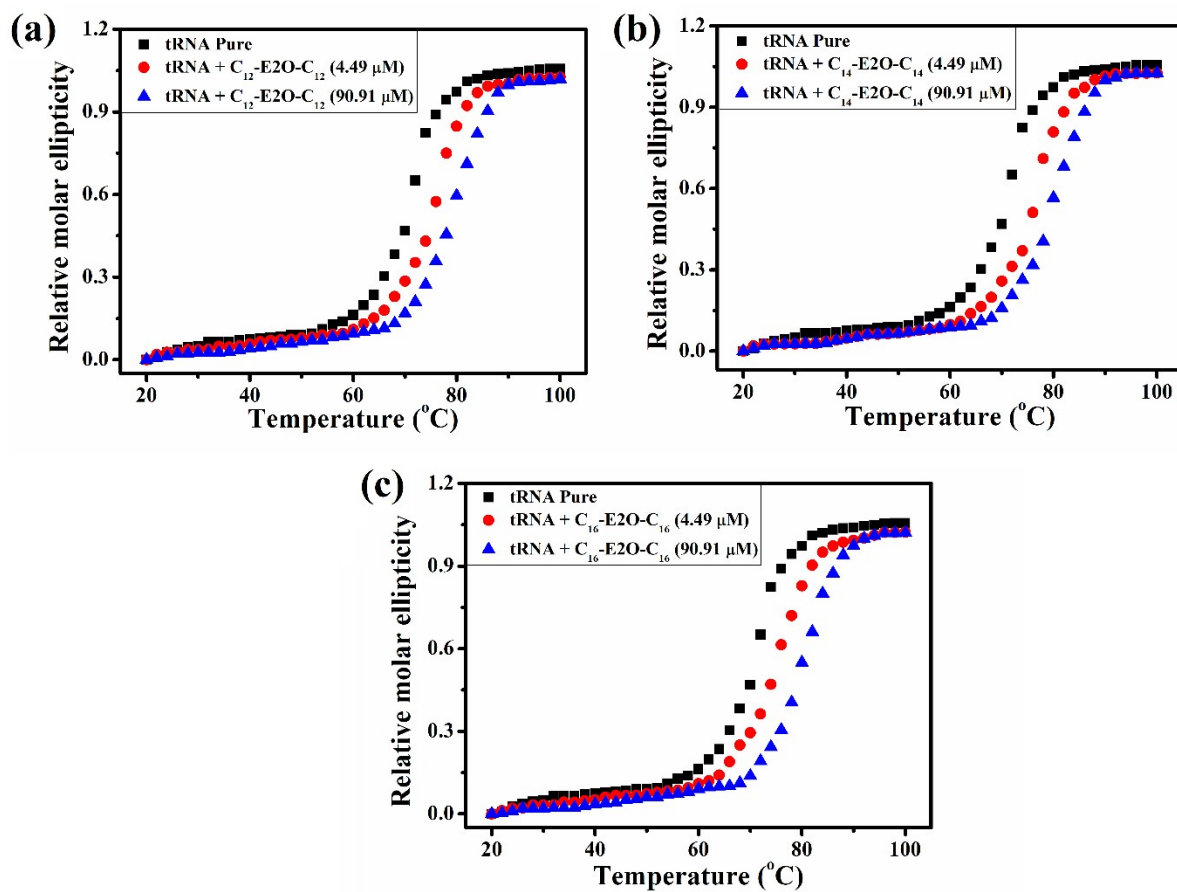 (a)
1.2
0.9
0.6
0.3
0.0
Relative molar ellipticity
tRNA Pure
tRNA + C₁₂-E2O-C₁₂ (4.49 µM)
tRNA + C₁₂-E2O-C₁₂ (90.91 µM)
20 40 60 80 100
Temperature (°C)
(b)
1.2
0.9
0.6
0.3
0.0
Relative molar ellipticity
tRNA Pure
tRNA + C₁₄-E2O-C₁₄ (4.49 µM)
tRNA + C₁₄-E2O-C₁₄ (90.91 µM)
20 40 60 80 100
Temperature (°C)
(c)
1.2
0.9
0.6
0.3
0.0
Relative molar ellipticity
tRNA Pure
tRNA + C₁₆-E2O-C₁₆ (4.49 µM)
tRNA + C₁₆-E2O-C₁₆ (90.91 µM)
20 40 60 80 100
Temperature (°C)